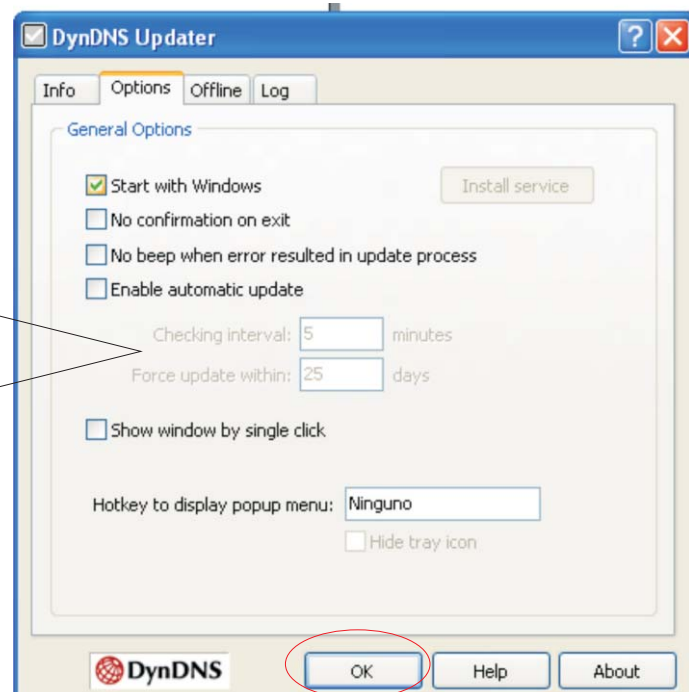 DynDNS Updater
Info Options Offline Log
General Options
Start with Windows Install service
No confirmation on exit
No beep when error resulted in update process
Enable automatic update
Checking interval: 5 minutes
Force update within: 25 days
Show window by single click
Hotkey to display popup menu: Ninguno
Hide tray icon
DynDNS OK Help About